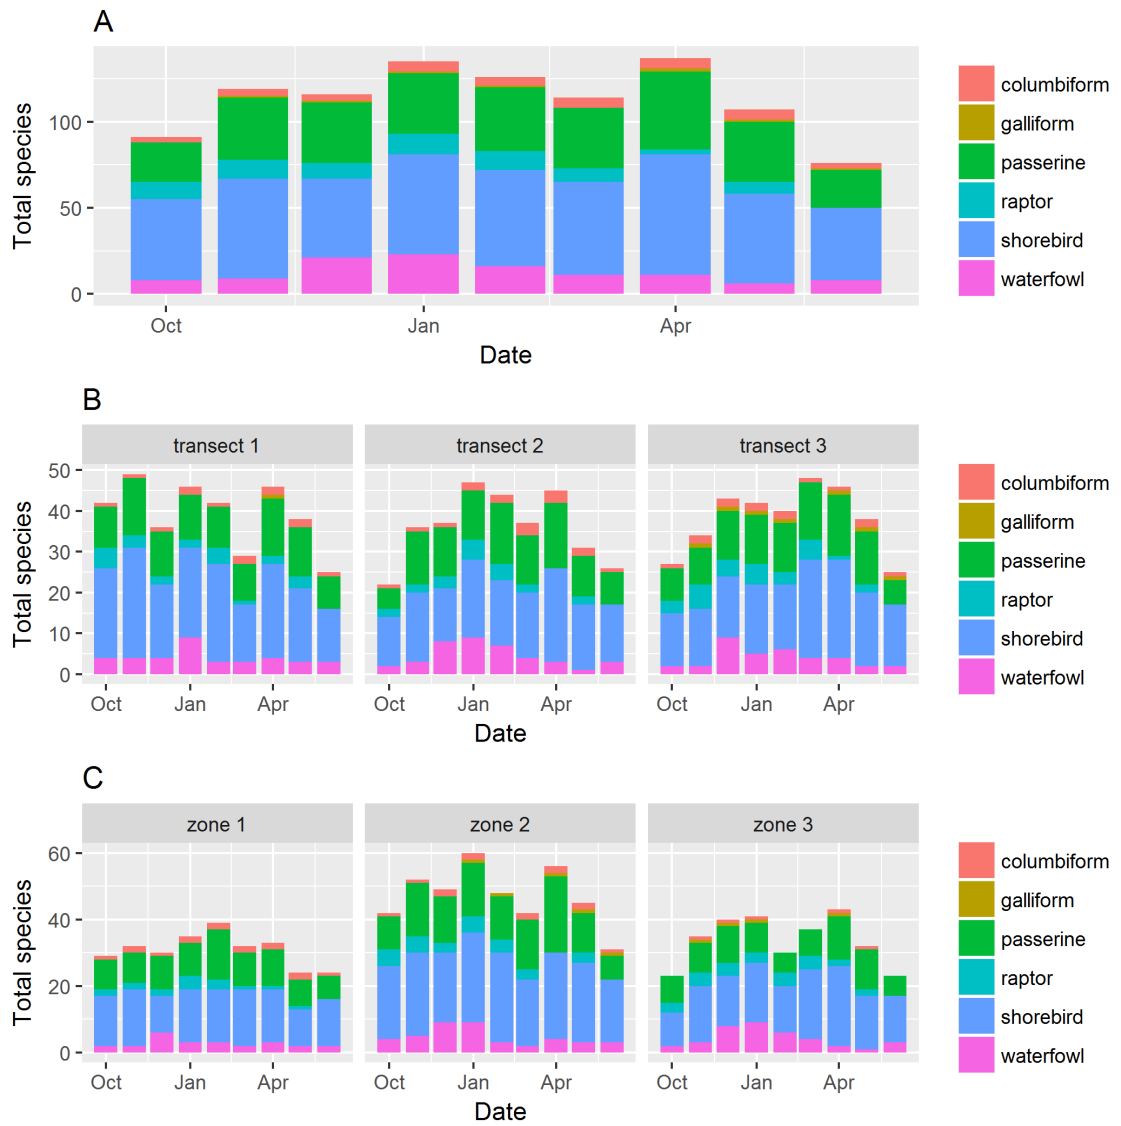 A
Total species
100
50
0
Oct Jan Apr
Date
columbiform
galliform
passerine
raptor
shorebird
waterfowl
B
transect 1 transect 2 transect 3
Total species
50
40
30
20
10
0
Oct Jan Apr Oct Jan Apr Oct Jan Apr
Date
columbiform
galliform
passerine
raptor
shorebird
waterfowl
C
zone 1 zone 2 zone 3
Total species
60
40
20
0
Oct Jan Apr Oct Jan Apr Oct Jan Apr
Date
columbiform
galliform
passerine
raptor
shorebird
waterfowl